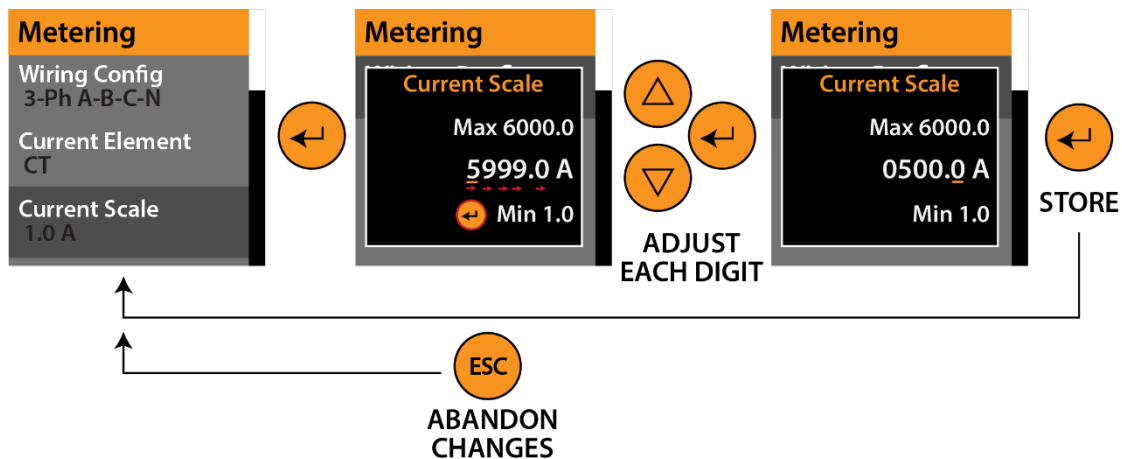 Metering
Wiring Config
3-Ph A-B-C-N
Current Element
CT
Current Scale
1.0 A
Metering
Current Scale
Max 6000.0
5999.0 A
Min 1.0
ADJUST
EACH DIGIT
Metering
Current Scale
Max 6000.0
0500.0 A
Min 1.0
STORE
ESC
ABANDON
CHANGES